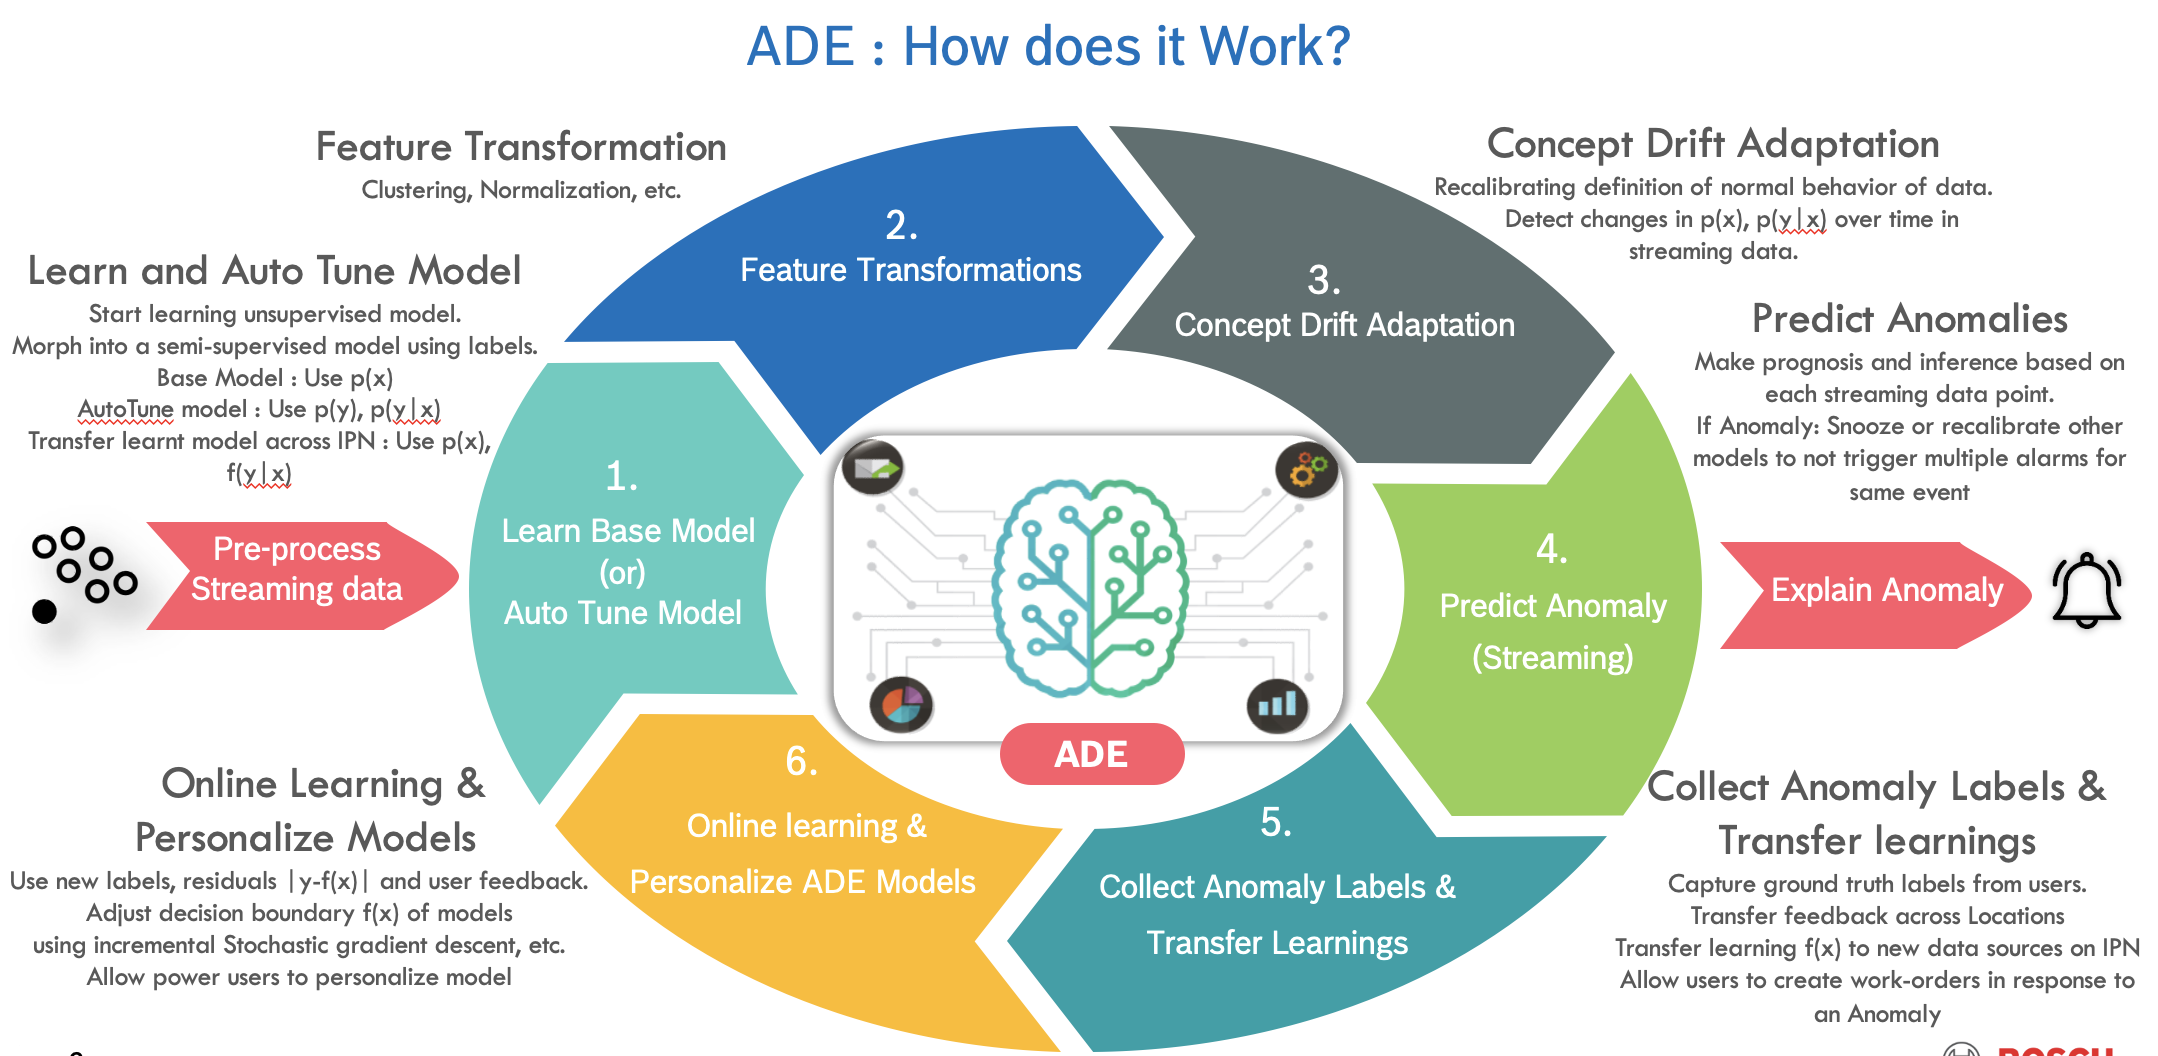 ADE : How does it Work?
Feature Transformation
Clustering, Normalization, etc.
Learn and Auto Tune Model
Start learning unsupervised model.
Morph into a semi-supervised model using labels.
Base Model : Use p(x)
AutoTune model : Use p(y), p(y|x)
Transfer learnt model across IPN : Use p(x),
f(y|x)
Pre-process
Streaming data
1.
Learn Base Model
(or)
Auto Tune Model
2.
Feature Transformations
3.
Concept Drift Adaptation
Concept Drift Adaptation
Recalibrating definition of normal behavior of data.
Detect changes in p(x), p(y|x) over time in
streaming data.
Predict Anomalies
Make prognosis and inference based on
each streaming data point.
If Anomaly: Snooze or recalibrate other
models to not trigger multiple alarms for
same event
4.
Predict Anomaly
(Streaming)
Explain Anomaly
ADE
5.
Collect Anomaly Labels &
Transfer Learnings
Collect Anomaly Labels &
Transfer learnings
Capture ground truth labels from users.
Transfer feedback across Locations
Transfer learning f(x) to new data sources on IPN
Allow users to create work-orders in response to
an Anomaly
6.
Online learning &
Personalize ADE Models
Online Learning &
Personalize Models
Use new labels, residuals |y-f(x)| and user feedback.
Adjust decision boundary f(x) of models
using incremental Stochastic gradient descent, etc.
Allow power users to personalize model
BOSCH